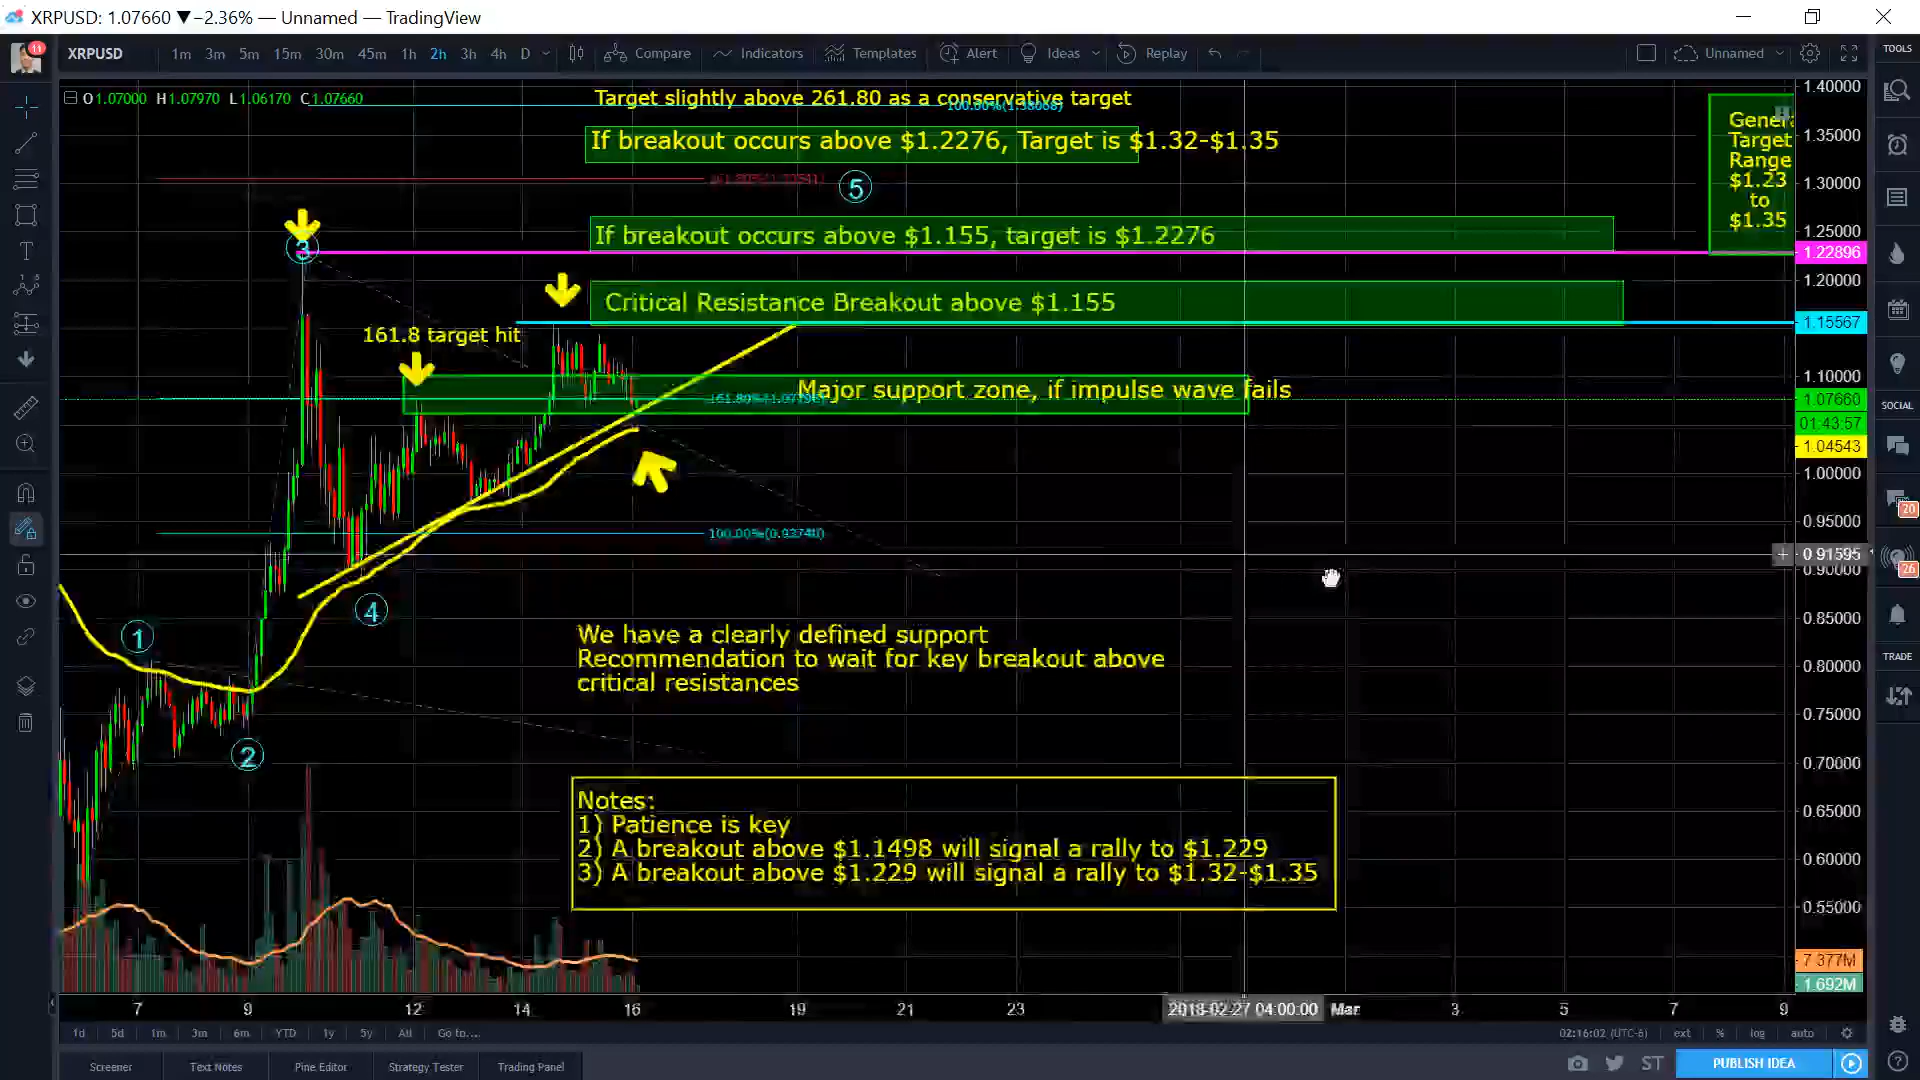 XRPUSD: 1.07660 ▼−2.36% — Unnamed — TradingView
11
XRPUSD 1m 3m 5m 15m 30m 45m 1h 2h 3h 4h D Compare Indicators Templates Alert Ideas Replay Unnamed
TOOLS
O1.07000 H1.07970 L1.06170 C1.07660
Target slightly above 261.80 as a conservative target
If breakout occurs above $1.2276, Target is $1.32-$1.35
5
3
If breakout occurs above $1.155, target is $1.2276
Critical Resistance Breakout above $1.155
161.8 target hit
Major support zone, if impulse wave fails
4
1
2
We have a clearly defined support
Recommendation to wait for key breakout above
critical resistances
Notes:
1) Patience is key
2) A breakout above $1.1498 will signal a rally to $1.229
3) A breakout above $1.229 will signal a rally to $1.32-$1.35
Target
Range
$1.23
to
$1.35
1.40000
1.35000
1.30000
1.25000
1.22896
1.20000
1.15567
1.10000
1.07660
01:43:57
1.04543
1.00000
0.95000
0.91595
0.90000
0.85000
0.80000
0.75000
0.70000
0.65000
0.60000
0.55000
7.377M
1.692M
SOCIAL
20
26
TRADE
7 9 12 14 16 19 21 23 2018-02-27 04:00:00 Mar 3 5 7 9
1d 5d 1m 3m 6m YTD 1y 5y All Go to... 02:16:02 (UTC-6) ext % log auto
Screener Text Notes Pine Editor Strategy Tester Trading Panel ST PUBLISH IDEA